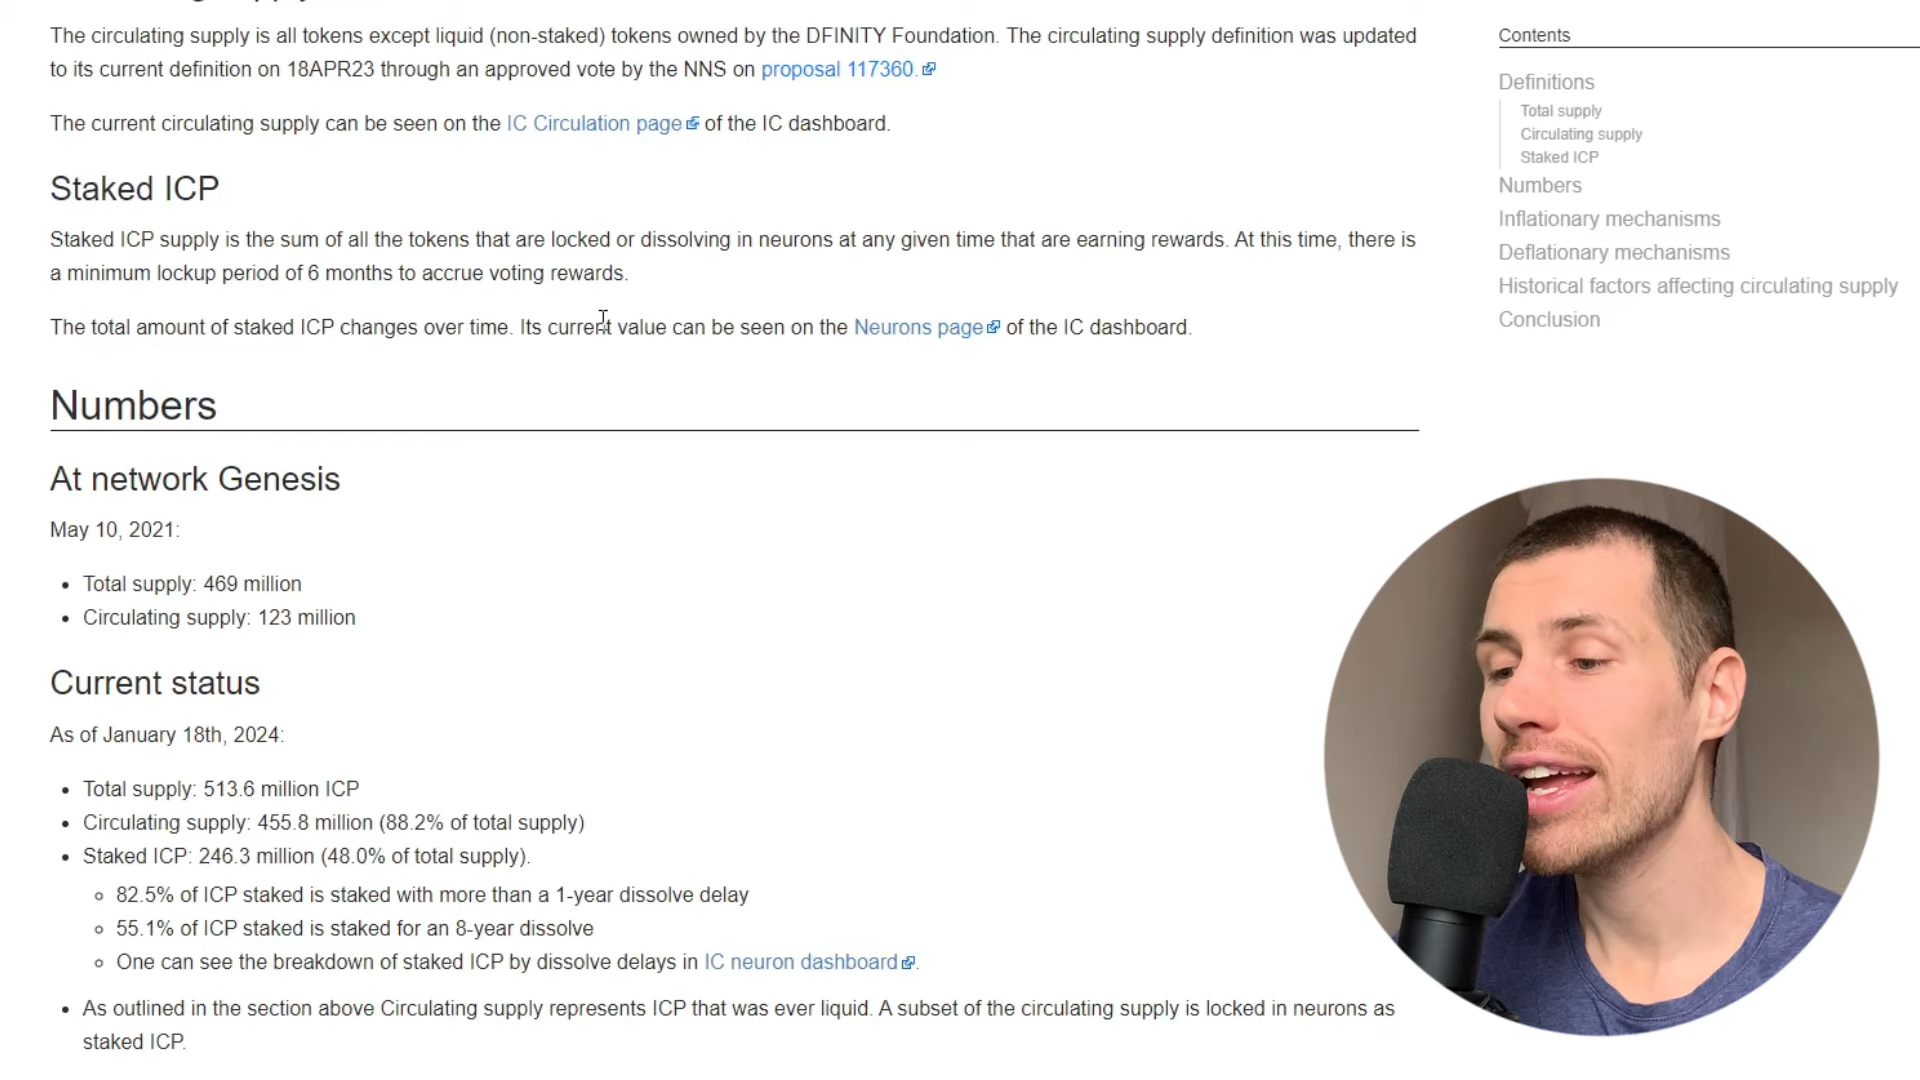 The circulating supply is all tokens except liquid (non-staked) tokens owned by the DFINITY Foundation. The circulating supply definition was updated
to its current definition on 18APR23 through an approved vote by the NNS on proposal 117360.
The current circulating supply can be seen on the IC Circulation page of the IC dashboard.
Staked ICP
Staked ICP supply is the sum of all the tokens that are locked or dissolving in neurons at any given time that are earning rewards. At this time, there is
a minimum lockup period of 6 months to accrue voting rewards.
The total amount of staked ICP changes over time. Its current value can be seen on the Neurons page of the IC dashboard.
Numbers
At network Genesis
May 10, 2021:
Total supply: 469 million
Circulating supply: 123 million
Current status
As of January 18th, 2024:
Total supply: 513.6 million ICP
Circulating supply: 455.8 million (88.2% of total supply)
Staked ICP: 246.3 million (48.0% of total supply).
82.5% of ICP staked is staked with more than a 1-year dissolve delay
55.1% of ICP staked is staked for an 8-year dissolve
One can see the breakdown of staked ICP by dissolve delays in IC neuron dashboard.
As outlined in the section above Circulating supply represents ICP that was ever liquid. A subset of the circulating supply is locked in neurons as
staked ICP.
Contents
Definitions
Total supply
Circulating supply
Staked ICP
Numbers
Inflationary mechanisms
Deflationary mechanisms
Historical factors affecting circulating supply
Conclusion